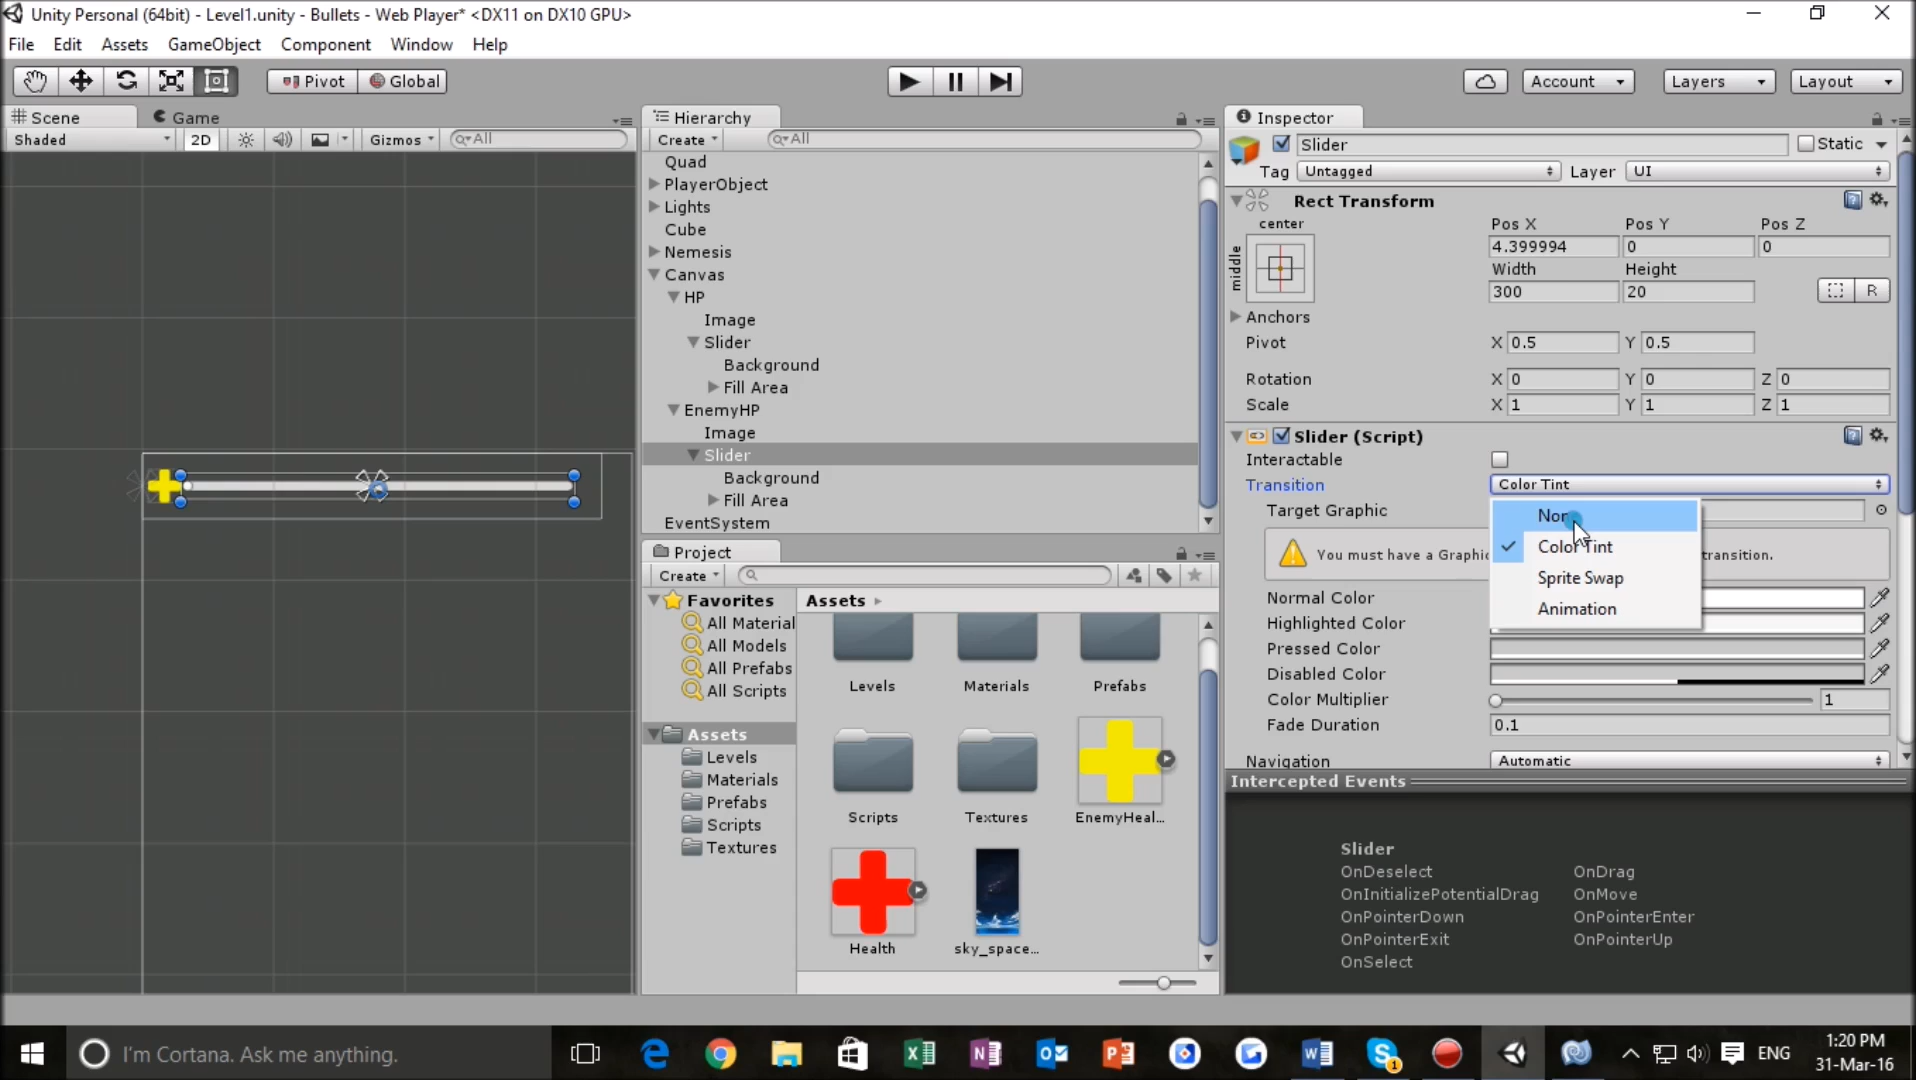 Unity Personal (64bit) - Level1.unity - Bullets - Web Player* <DX11 on DX10 GPU>
File Edit Assets GameObject Component Window Help
Pivot Global Account Layers Layout
Scene Game
Shaded 2D Gizmos All
Hierarchy
Create All
Quad
PlayerObject
Lights
Cube
Nemesis
Canvas
HP
Image
Slider
Background
Fill Area
EnemyHP
Image
Slider
Background
Fill Area
EventSystem
Project
Create
Favorites
All Material
All Models
All Prefabs
All Scripts
Assets
Levels
Materials
Prefabs
Scripts
Textures
Assets
Levels Materials Prefabs
Scripts Textures EnemyHeal...
Health sky_space...
Inspector
Slider Static
Tag Untagged Layer UI
Rect Transform
center Pos X Pos Y Pos Z
middle
4.399994 0 0
Width Height
300 20 R
Anchors
Pivot X 0.5 Y 0.5
Rotation X 0 Y 0 Z 0
Scale X 1 Y 1 Z 1
Slider (Script)
Interactable
Transition Color Tint
Target Graphic
None
Color Tint
Sprite Swap
Animation
You must have a Graphi transition.
Normal Color
Highlighted Color
Pressed Color
Disabled Color
Color Multiplier 1
Fade Duration 0.1
Navigation Automatic
Intercepted Events
Slider
OnDeselect OnDrag
OnInitializePotentialDrag OnMove
OnPointerDown OnPointerEnter
OnPointerExit OnPointerUp
OnSelect
I'm Cortana. Ask me anything.
1
ENG
1:20 PM
31-Mar-16